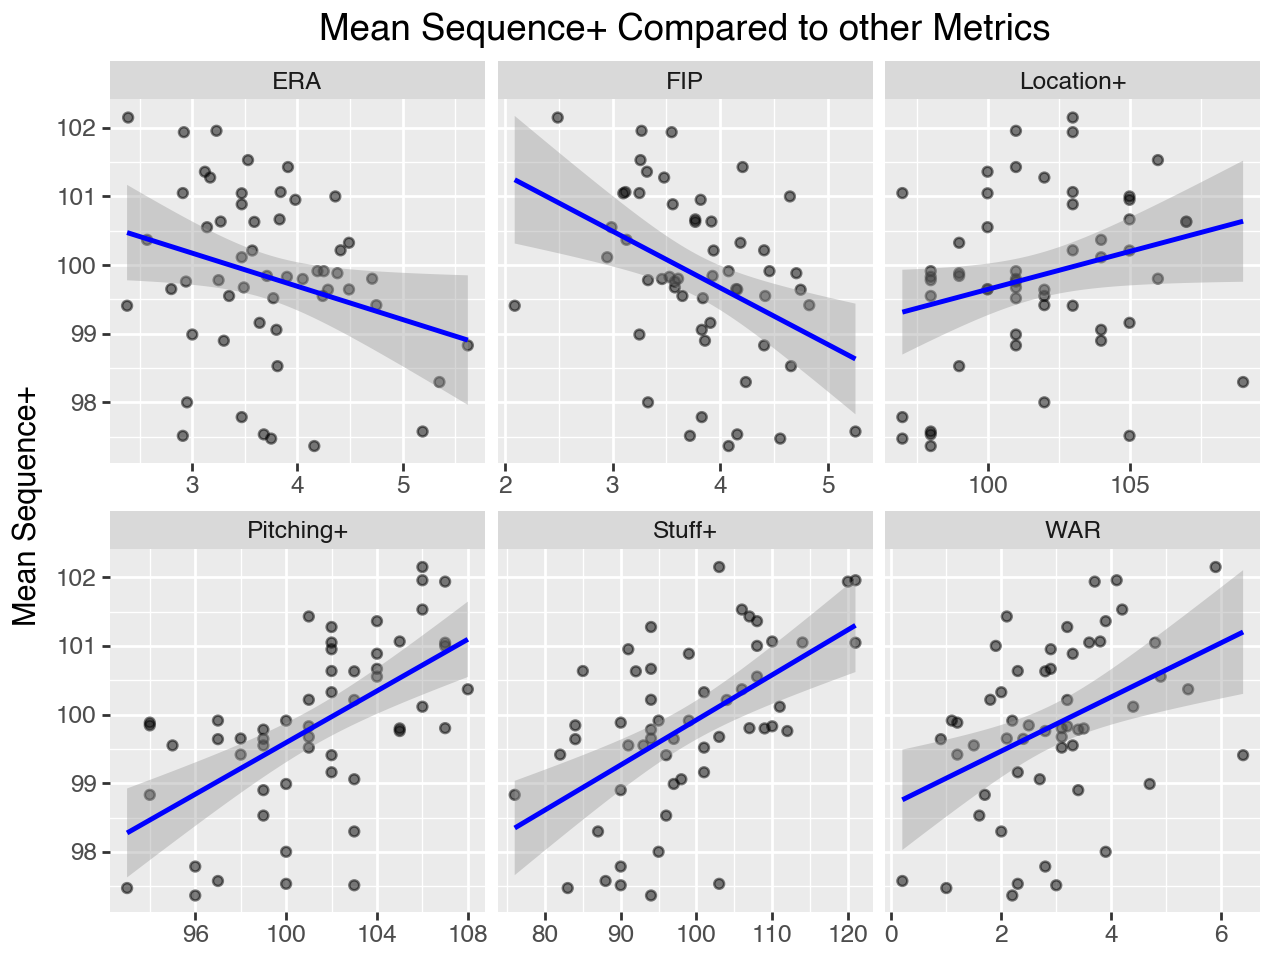 Mean Sequence+ Compared to other Metrics
ERA FIP Location+
102
101
100
99
98
3 4 5 2 3 4 5 100 105
Mean Sequence+
Pitching+ Stuff+ WAR
102
101
100
99
98
96 100 104 108 80 90 100 110 120 0 2 4 6